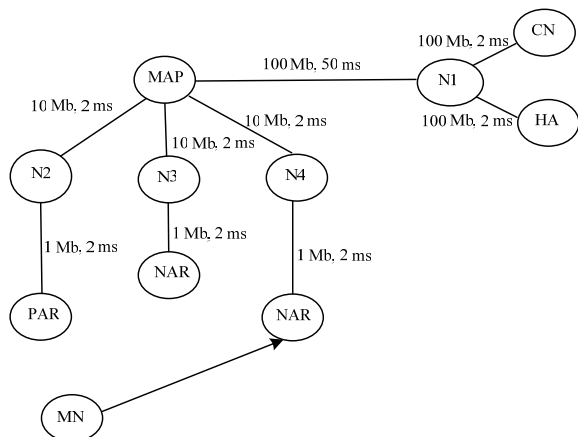 CN
100 Mb, 2 ms
100 Mb, 50 ms
MAP
N1
10 Mb, 2 ms
10 Mb, 2 ms
100 Mb, 2 ms
HA
10 Mb, 2 ms
N2
N3
N4
1 Mb, 2 ms
1 Mb, 2 ms
1 Mb, 2 ms
NAR
PAR
NAR
MN